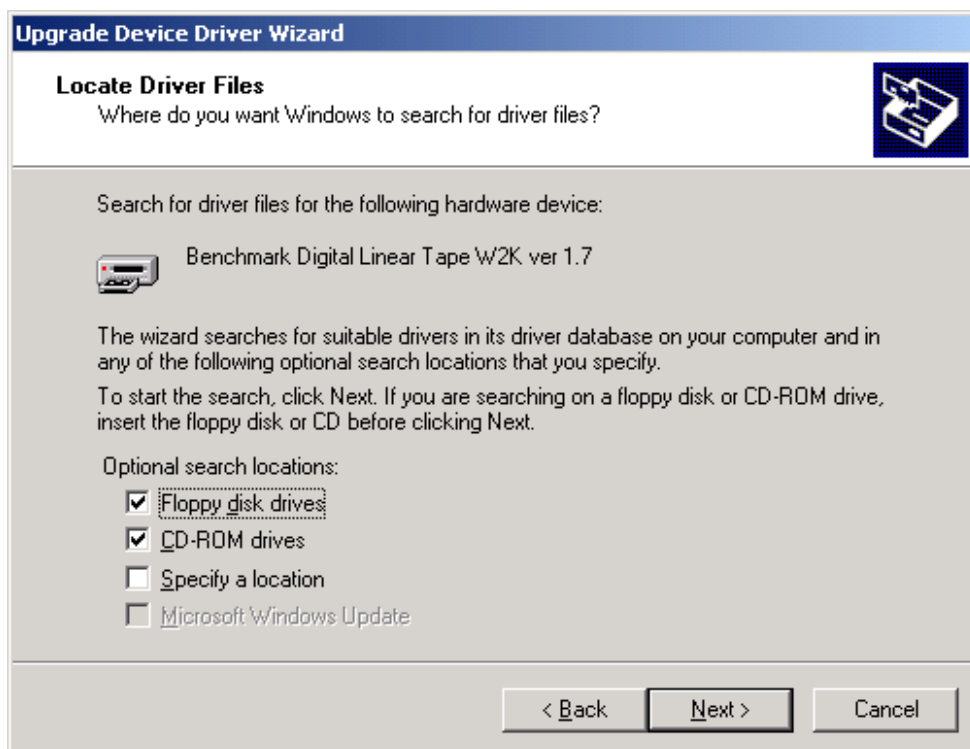 Upgrade Device Driver Wizard
Locate Driver Files
Where do you want Windows to search for driver files?
Search for driver files for the following hardware device:
Benchmark Digital Linear Tape W2K ver 1.7
The wizard searches for suitable drivers in its driver database on your computer and in
any of the following optional search locations that you specify.
To start the search, click Next. If you are searching on a floppy disk or CD-ROM drive,
insert the floppy disk or CD before clicking Next.
Optional search locations:
Floppy disk drives
CD-ROM drives
Specify a location
Microsoft Windows Update
< Back Next > Cancel